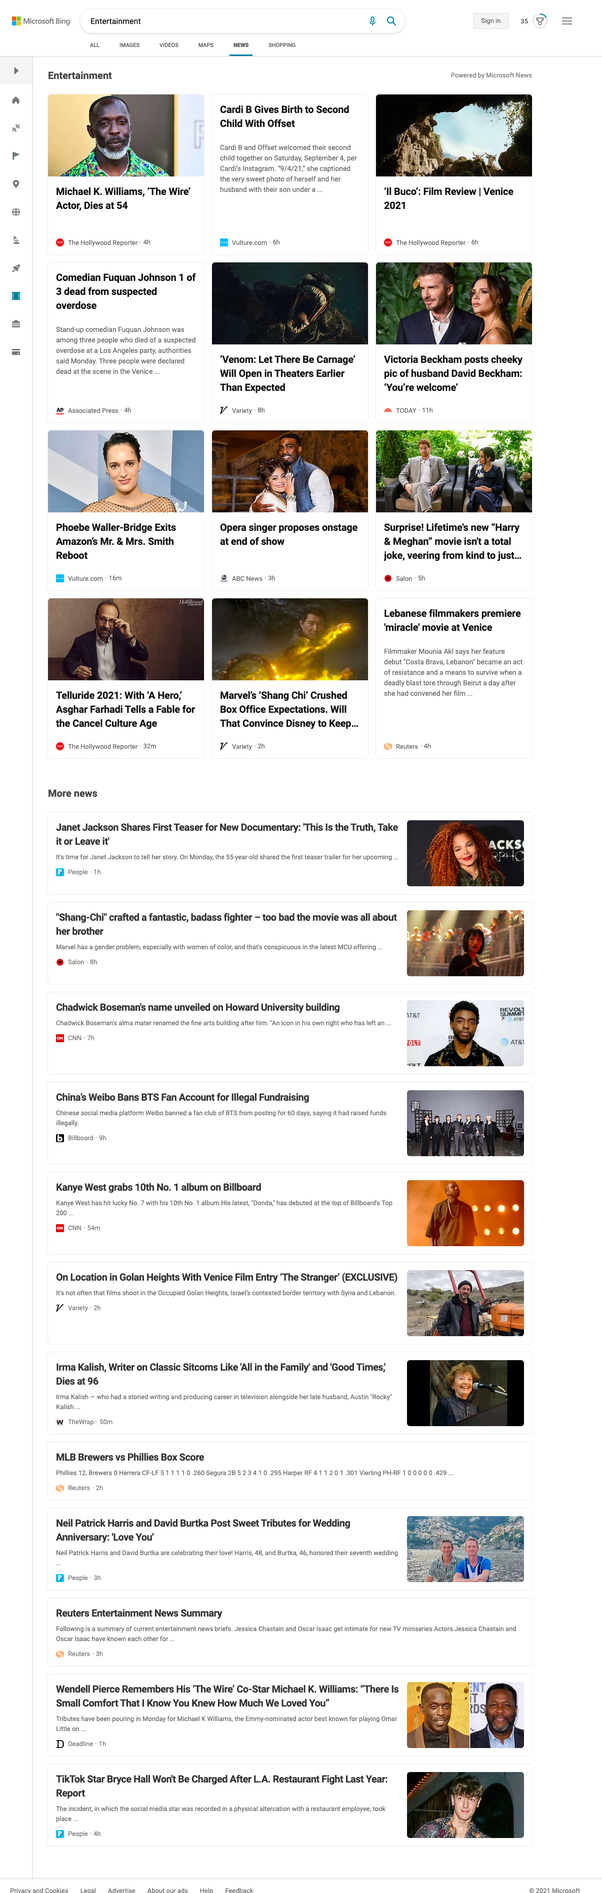 Microsoft Bing
Entertainment
Sign in
35
ALL IMAGES VIDEOS MAPS NEWS SHOPPING
Entertainment
Powered by Microsoft News
Michael K. Williams, ‘The Wire’
Actor, Dies at 54
The Hollywood Reporter · 4h
Cardi B Gives Birth to Second
Child With Offset
Cardi B and Offset welcomed their second
child together on Saturday, September 4, per
Cardi's Instagram. "9/4/21," she captioned
the very sweet photo of herself and her
husband with their son under a ...
Vulture.com · 6h
‘Il Buco’: Film Review | Venice
2021
The Hollywood Reporter · 6h
Comedian Fuquan Johnson 1 of
3 dead from suspected
overdose
Stand-up comedian Fuquan Johnson was
among three people who died of a suspected
overdose at a Los Angeles party, authorities
said Monday. Three people were declared
dead at the scene in the Venice ...
AP Associated Press · 4h
‘Venom: Let There Be Carnage’
Will Open in Theaters Earlier
Than Expected
Variety · 8h
Victoria Beckham posts cheeky
pic of husband David Beckham:
‘You’re welcome’
TODAY · 11h
Phoebe Waller-Bridge Exits
Amazon’s Mr. & Mrs. Smith
Reboot
Vulture.com · 16m
Opera singer proposes onstage
at end of show
ABC News · 3h
Surprise! Lifetime's new “Harry
& Meghan” movie isn't a total
joke, veering from kind to just...
Salon · 5h
Telluride 2021: With ‘A Hero,’
Asghar Farhadi Tells a Fable for
the Cancel Culture Age
The Hollywood Reporter · 32m
Marvel’s ‘Shang Chi’ Crushed
Box Office Expectations. Will
That Convince Disney to Keep...
Variety · 2h
Lebanese filmmakers premiere
'miracle' movie at Venice
Filmmaker Mounia Akl says her feature
debut "Costa Brava, Lebanon" became an act
of resistance and a means to survive when a
deadly blast tore through Beirut a day after
she had convened her film ...
Reuters · 4h
More news
Janet Jackson Shares First Teaser for New Documentary: 'This Is the Truth, Take
it or Leave it'
It's time for Janet Jackson to tell her story. On Monday, the 55-year-old shared the first teaser trailer for her upcoming ...
People · 1h
"Shang-Chi" crafted a fantastic, badass fighter – too bad the movie was all about
her brother
Marvel has a gender problem, especially with women of color, and that's conspicuous in the latest MCU offering ...
Salon · 8h
Chadwick Boseman's name unveiled on Howard University building
Chadwick Boseman's alma mater renamed the fine arts building after him. "An icon in his own right who has left an ...
CNN · 7h
AT&T
REVOLT
AT&T
China's Weibo Bans BTS Fan Account for Illegal Fundraising
Chinese social media platform Weibo banned a fan club of BTS from posting for 60 days, saying it had raised funds
illegally.
Billboard · 9h
Kanye West grabs 10th No. 1 album on Billboard
Kanye West has hit lucky No. 7 with his 10th No. 1 album.His latest, "Donda," has debuted at the top of Billboard's Top
200 ...
CNN · 54m
On Location in Golan Heights With Venice Film Entry ‘The Stranger’ (EXCLUSIVE)
It's not often that films shoot in the Occupied Golan Heights, Israel's contested border territory with Syria and Lebanon.
Variety · 2h
Irma Kalish, Writer on Classic Sitcoms Like 'All in the Family' and 'Good Times,'
Dies at 96
Irma Kalish — who had a storied writing and producing career in television alongside her late husband, Austin "Rocky"
Kalish ...
TheWrap · 50m
MLB Brewers vs Phillies Box Score
Phillies 12, Brewers 0 Herrera CF-LF 5 1 1 1 1 0 .260 Segura 2B 5 2 3 4 1 0 .295 Harper RF 4 1 1 2 0 1 .301 Vierling PH-RF 1 0 0 0 0 0 .429 ...
Reuters · 2h
Neil Patrick Harris and David Burtka Post Sweet Tributes for Wedding
Anniversary: 'Love You'
Neil Patrick Harris and David Burtka are celebrating their love! Harris, 48, and Burtka, 46, honored their seventh wedding
...
People · 3h
Reuters Entertainment News Summary
Following is a summary of current entertainment news briefs. Jessica Chastain and Oscar Isaac get intimate for new TV miniseries Actors Jessica Chastain and
Oscar Isaac have known each other for ...
Reuters · 3h
Wendell Pierce Remembers His ‘The Wire’ Co-Star Michael K. Williams: “There Is
Small Comfort That I Know You Knew How Much We Loved You”
Tributes have been pouring in Monday for Michael K Williams, the Emmy-nominated actor best known for playing Omar
Little on ...
Deadline · 1h
TikTok Star Bryce Hall Won't Be Charged After L.A. Restaurant Fight Last Year:
Report
The incident, in which the social media star was recorded in a physical altercation with a restaurant employee, took
place ...
People · 4h
Privacy and Cookies Legal Advertise About our ads Help Feedback
© 2021 Microsoft